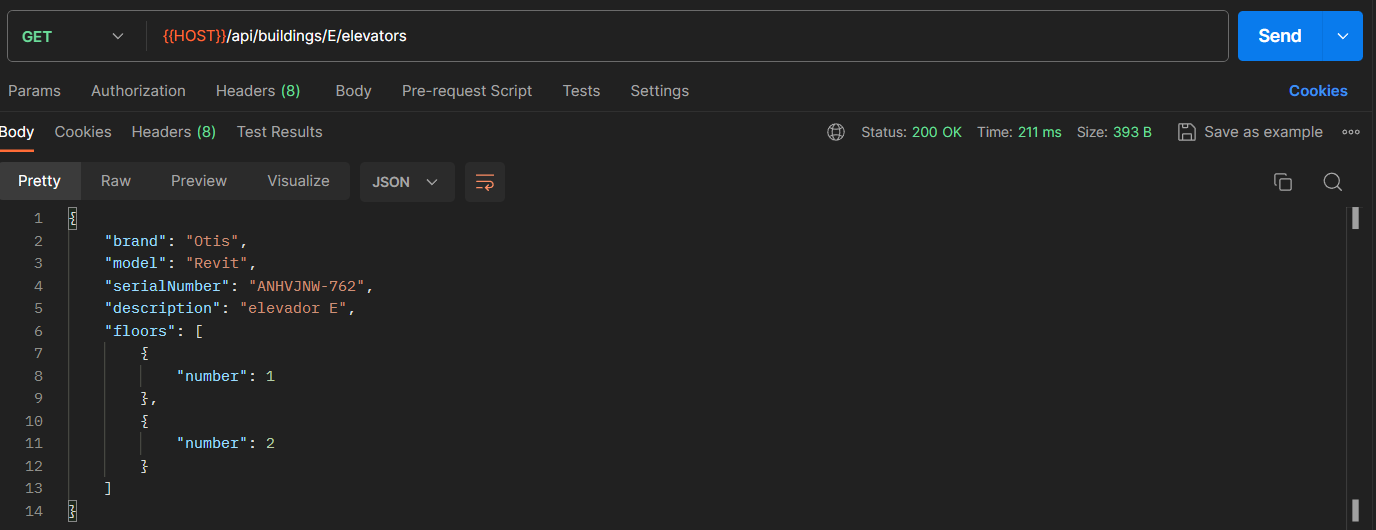 GET {{HOST}}/api/buildings/E/elevators Send
Params Authorization Headers (8) Body Pre-request Script Tests Settings Cookies
Body Cookies Headers (8) Test Results Status: 200 OK Time: 211 ms Size: 393 B Save as example
Pretty Raw Preview Visualize JSON
1 {
2 "brand": "Otis",
3 "model": "Revit",
4 "serialNumber": "ANHVJNW-762",
5 "description": "elevador E",
6 "floors": [
7 {
8 "number": 1
9 },
10 {
11 "number": 2
12 }
13 ]
14 }